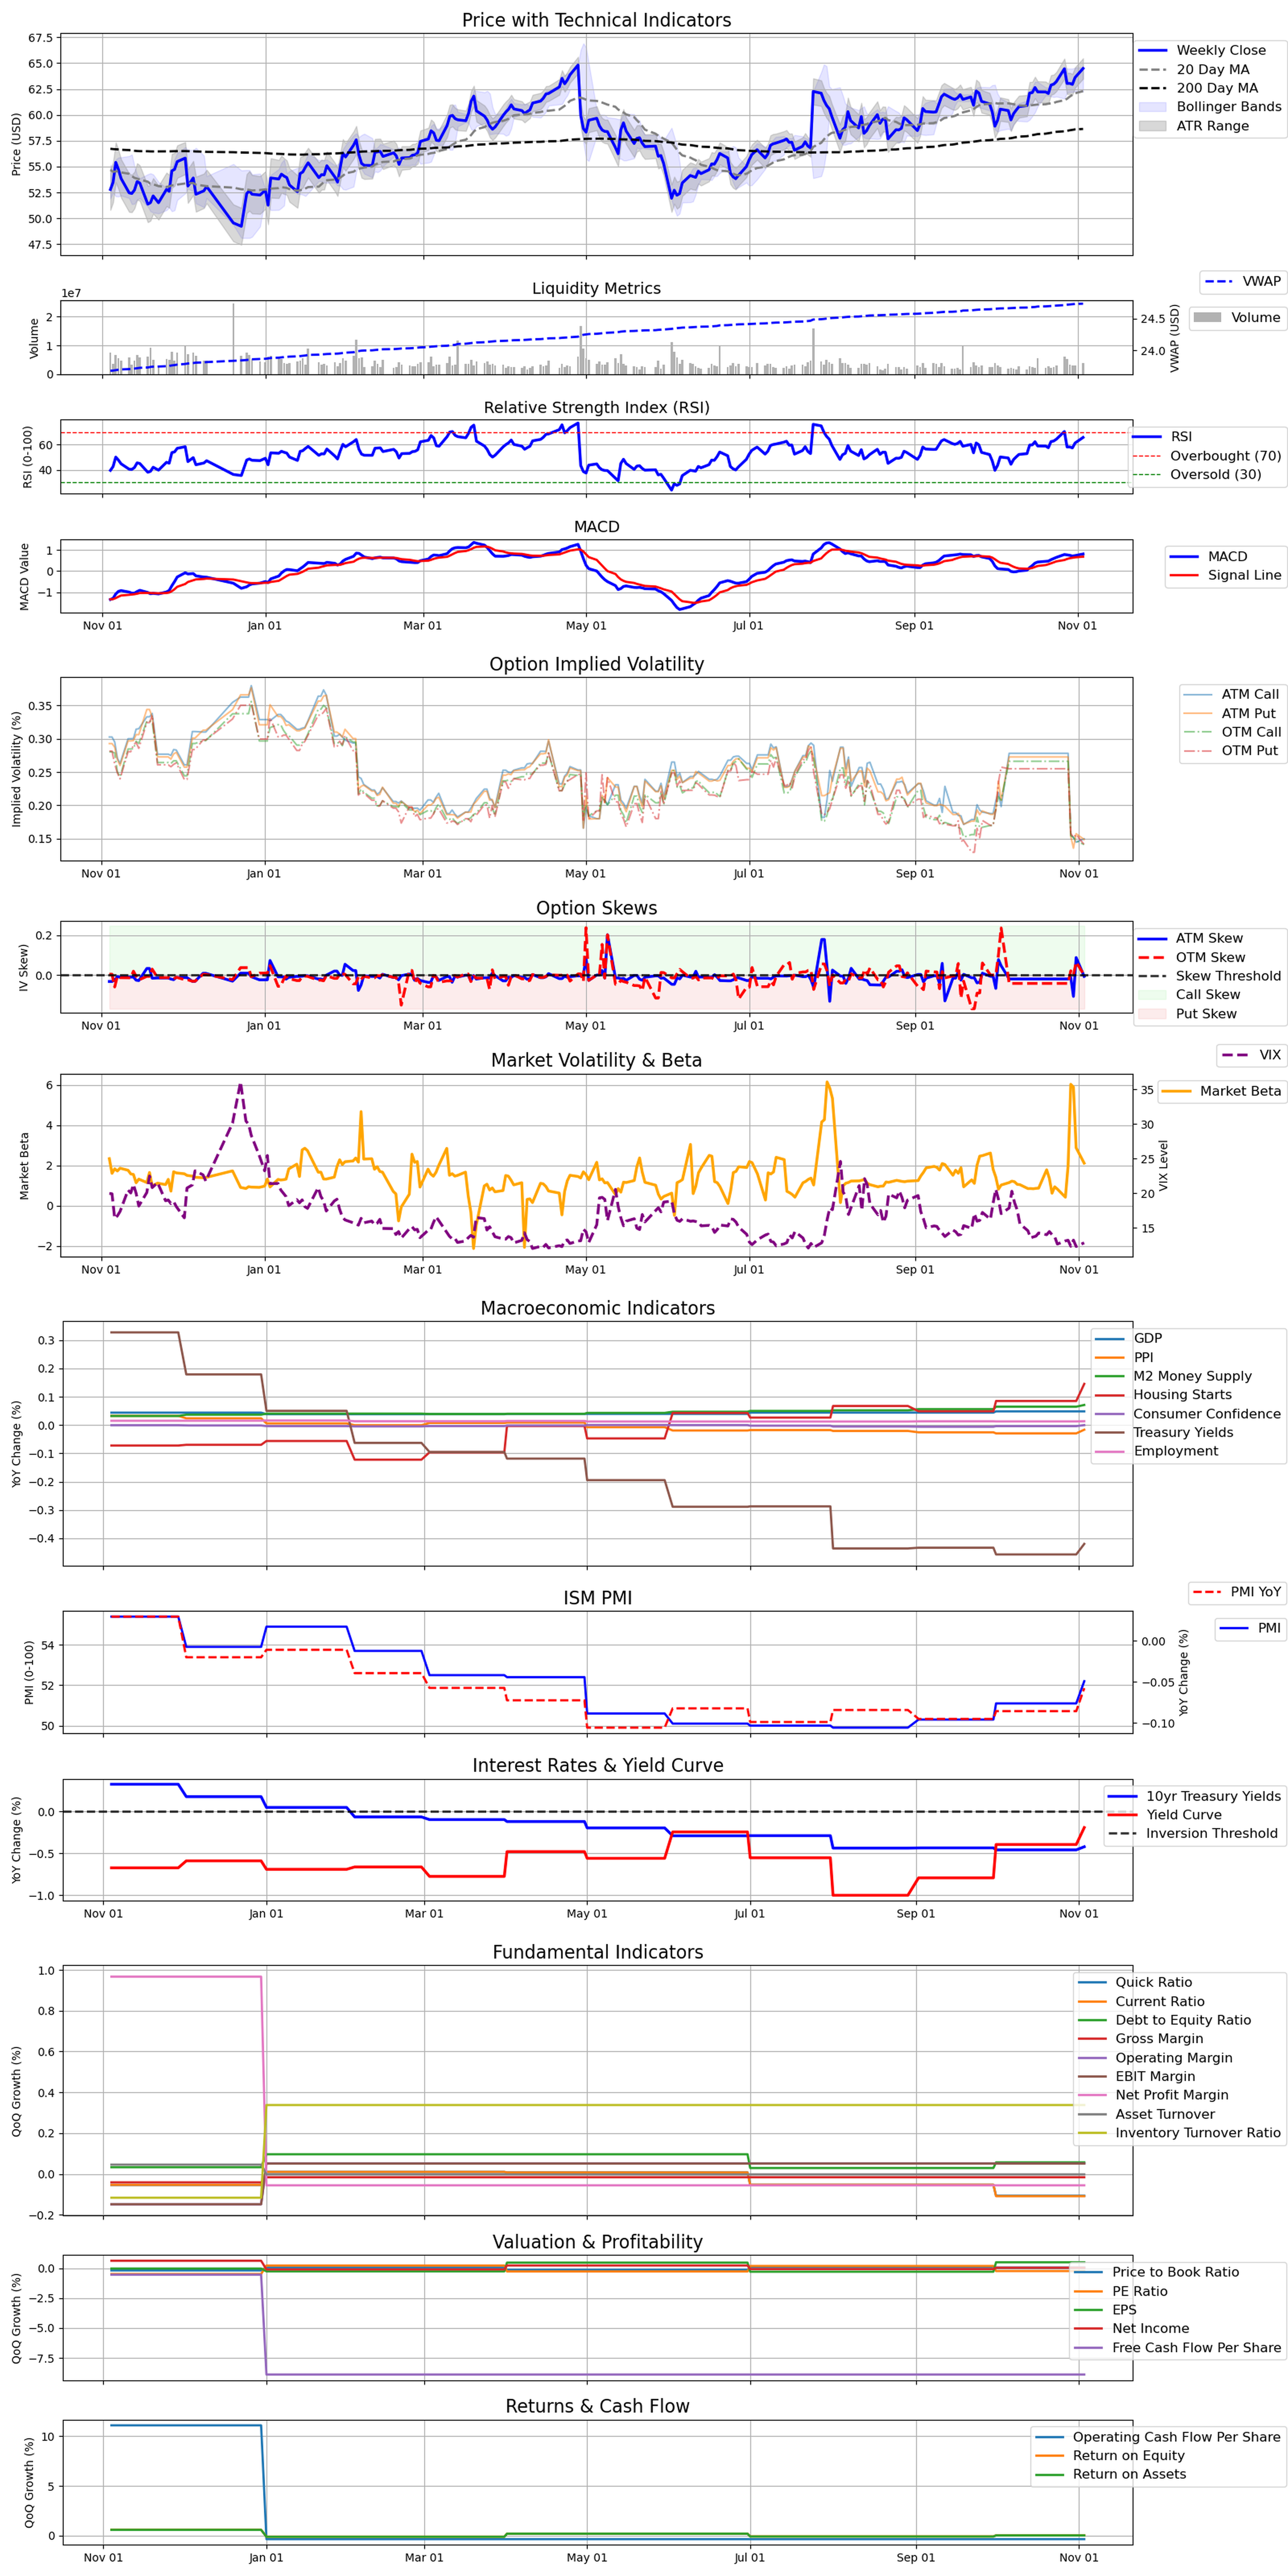 Price with Technical Indicators
67.5
65.0
62.5
60.0
57.5
55.0
52.5
50.0
47.5
Price (USD)
Weekly Close
20 Day MA
200 Day MA
Bollinger Bands
ATR Range
Liquidity Metrics
1e7
2
1
0
Volume
24.5
24.0
VWAP (USD)
VWAP
Volume
Relative Strength Index (RSI)
60
40
RSI (0-100)
RSI
Overbought (70)
Oversold (30)
MACD
1
0
−1
MACD Value
MACD
Signal Line
Nov 01 Jan 01 Mar 01 May 01 Jul 01 Sep 01 Nov 01
Option Implied Volatility
0.35
0.30
0.25
0.20
0.15
Implied Volatility (%)
ATM Call
ATM Put
OTM Call
OTM Put
Nov 01 Jan 01 Mar 01 May 01 Jul 01 Sep 01 Nov 01
Option Skews
0.2
0.0
IV Skew)
ATM Skew
OTM Skew
Skew Threshold
Call Skew
Put Skew
Nov 01 Jan 01 Mar 01 May 01 Jul 01 Sep 01 Nov 01
Market Volatility & Beta
6
4
2
0
−2
Market Beta
35
30
25
20
15
VIX Level
VIX
Market Beta
Nov 01 Jan 01 Mar 01 May 01 Jul 01 Sep 01 Nov 01
Macroeconomic Indicators
0.3
0.2
0.1
0.0
−0.1
−0.2
−0.3
−0.4
YoY Change (%)
GDP
PPI
M2 Money Supply
Housing Starts
Consumer Confidence
Treasury Yields
Employment
ISM PMI
54
52
50
PMI (0-100)
0.00
−0.05
−0.10
YoY Change (%)
PMI YoY
PMI
Interest Rates & Yield Curve
0.0
−0.5
−1.0
YoY Change (%)
10yr Treasury Yields
Yield Curve
Inversion Threshold
Nov 01 Jan 01 Mar 01 May 01 Jul 01 Sep 01 Nov 01
Fundamental Indicators
1.0
0.8
0.6
0.4
0.2
0.0
−0.2
QoQ Growth (%)
Quick Ratio
Current Ratio
Debt to Equity Ratio
Gross Margin
Operating Margin
EBIT Margin
Net Profit Margin
Asset Turnover
Inventory Turnover Ratio
Valuation & Profitability
0.0
−2.5
−5.0
−7.5
QoQ Growth (%)
Price to Book Ratio
PE Ratio
EPS
Net Income
Free Cash Flow Per Share
Returns & Cash Flow
10
5
0
QoQ Growth (%)
Operating Cash Flow Per Share
Return on Equity
Return on Assets
Nov 01 Jan 01 Mar 01 May 01 Jul 01 Sep 01 Nov 01